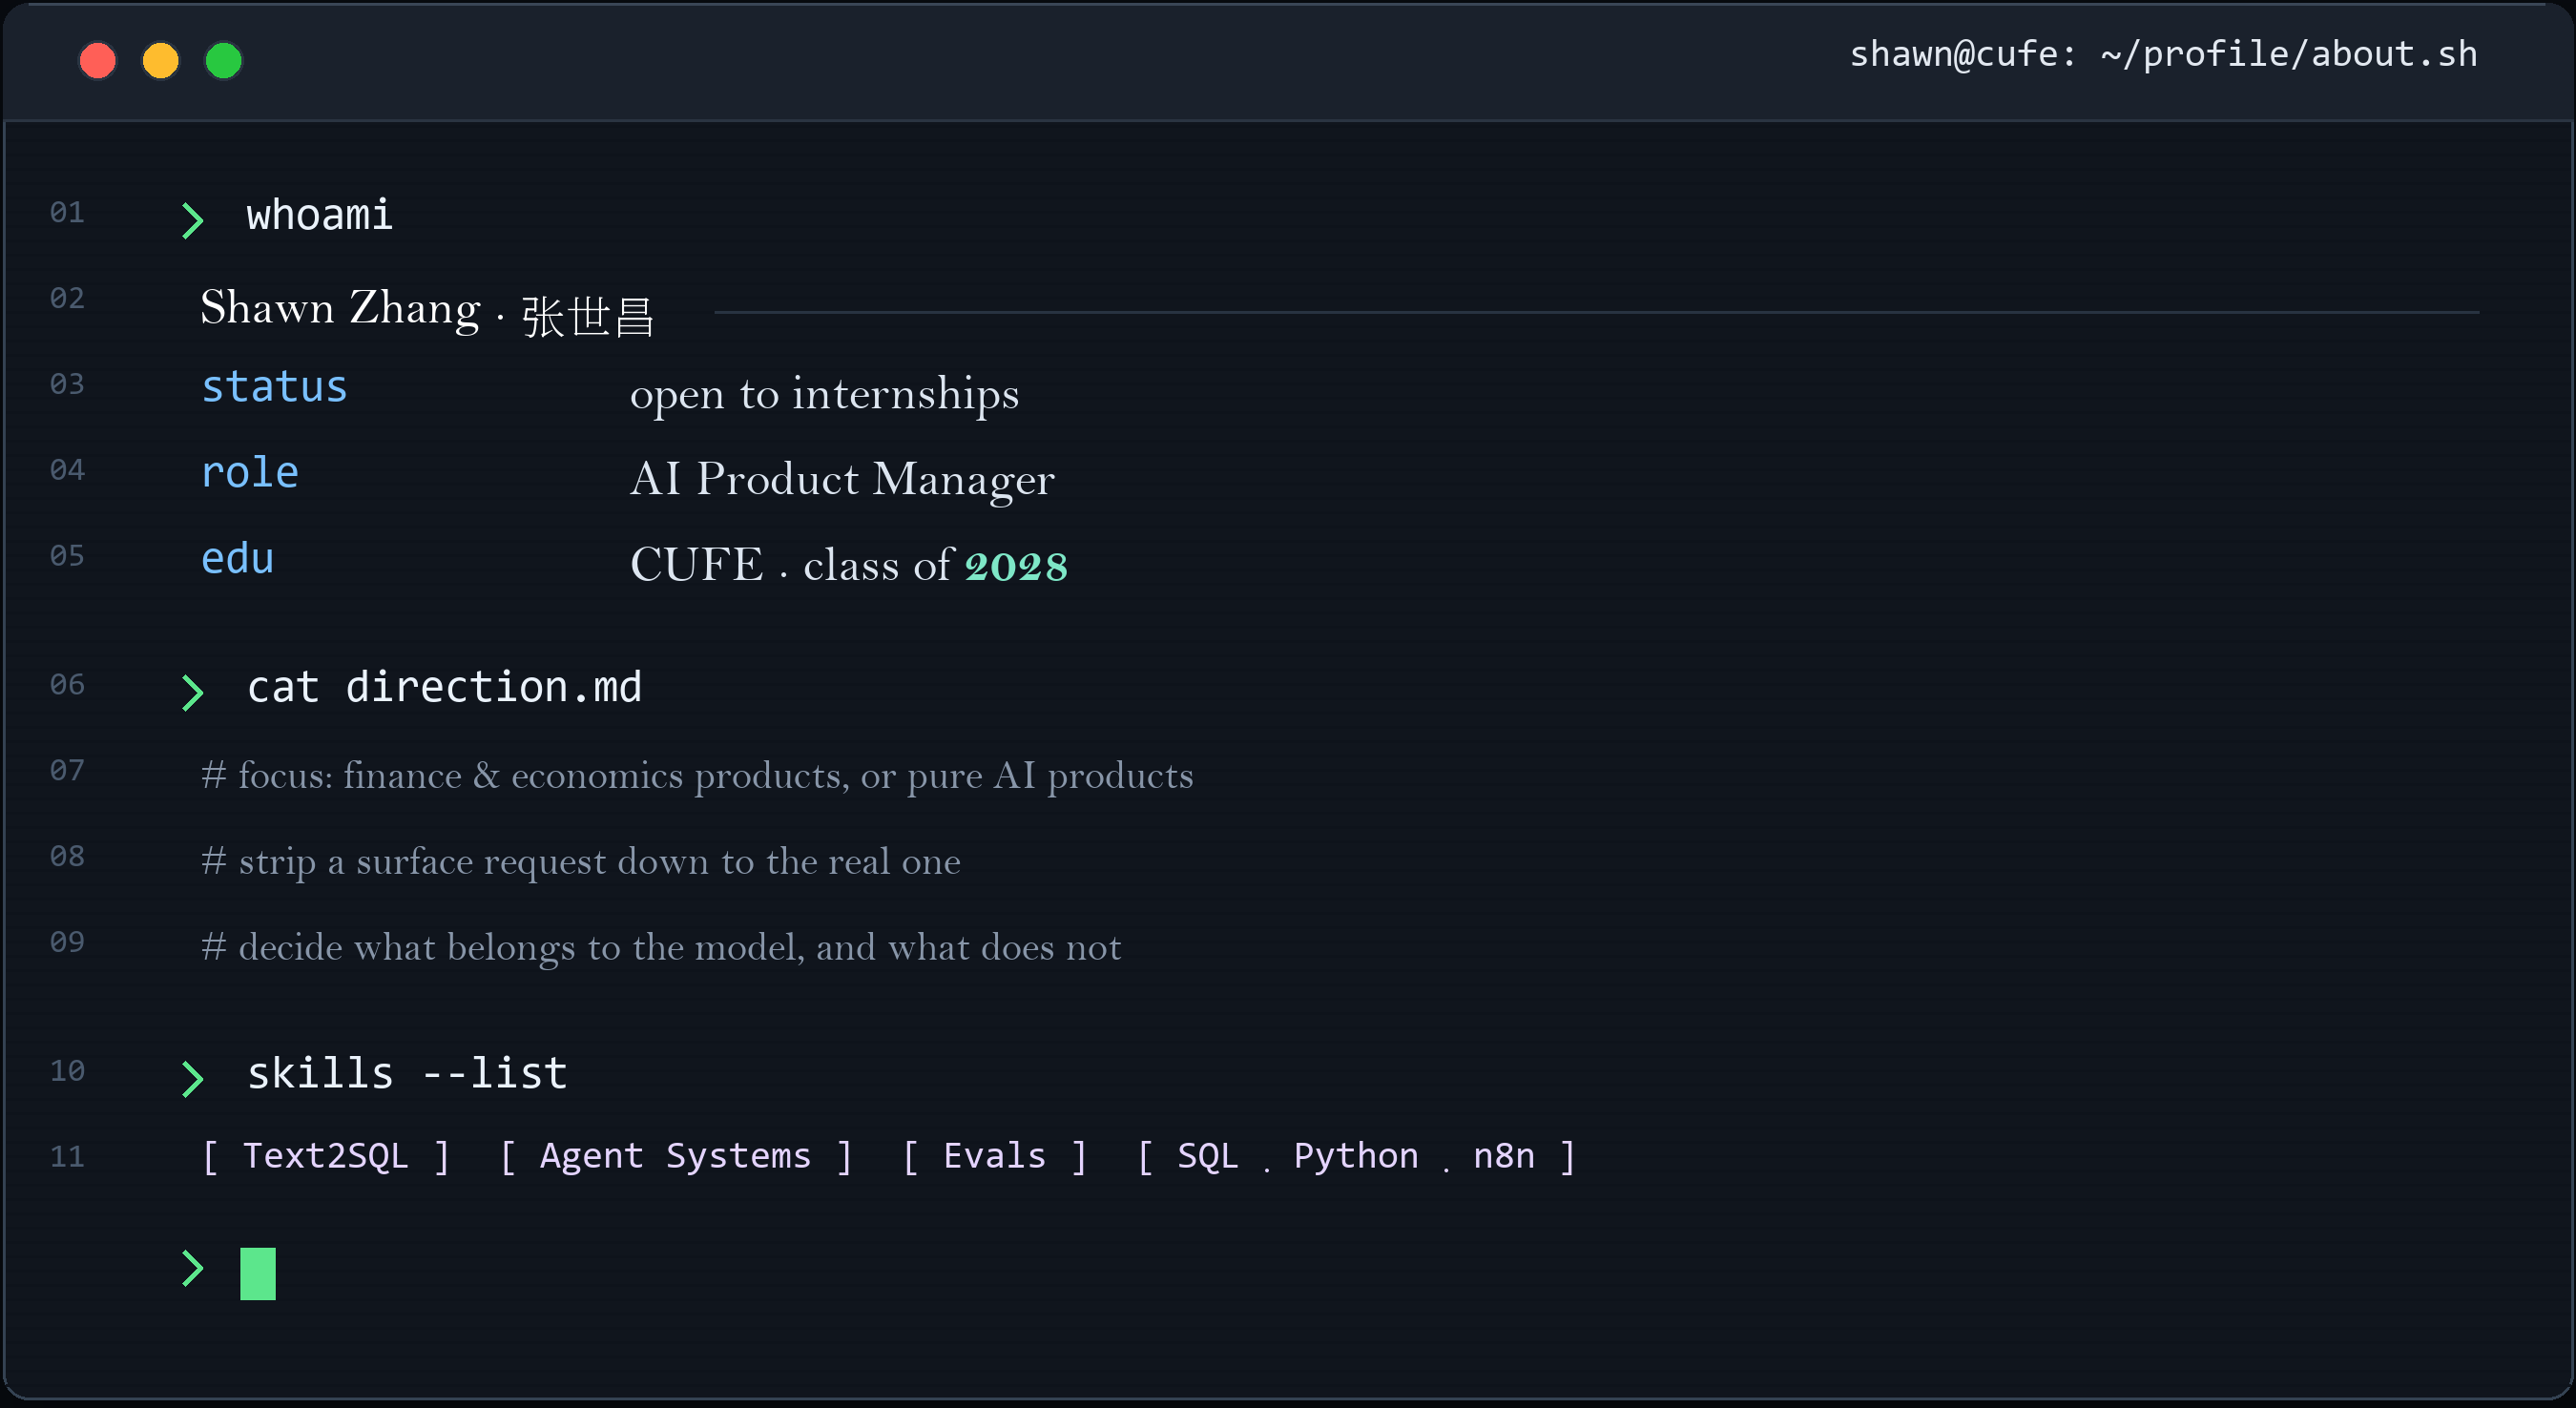 shawn@cufe: ~/profile/about.sh
01 > whoami
02 Shawn Zhang · 张世昌
03 status open to internships
04 role AI Product Manager
05 edu CUFE · class of 2028
06 > cat direction.md
07 # focus: finance & economics products, or pure AI products
08 # strip a surface request down to the real one
09 # decide what belongs to the model, and what does not
10 > skills --list
11 [ Text2SQL ] [ Agent Systems ] [ Evals ] [ SQL . Python . n8n ]
>